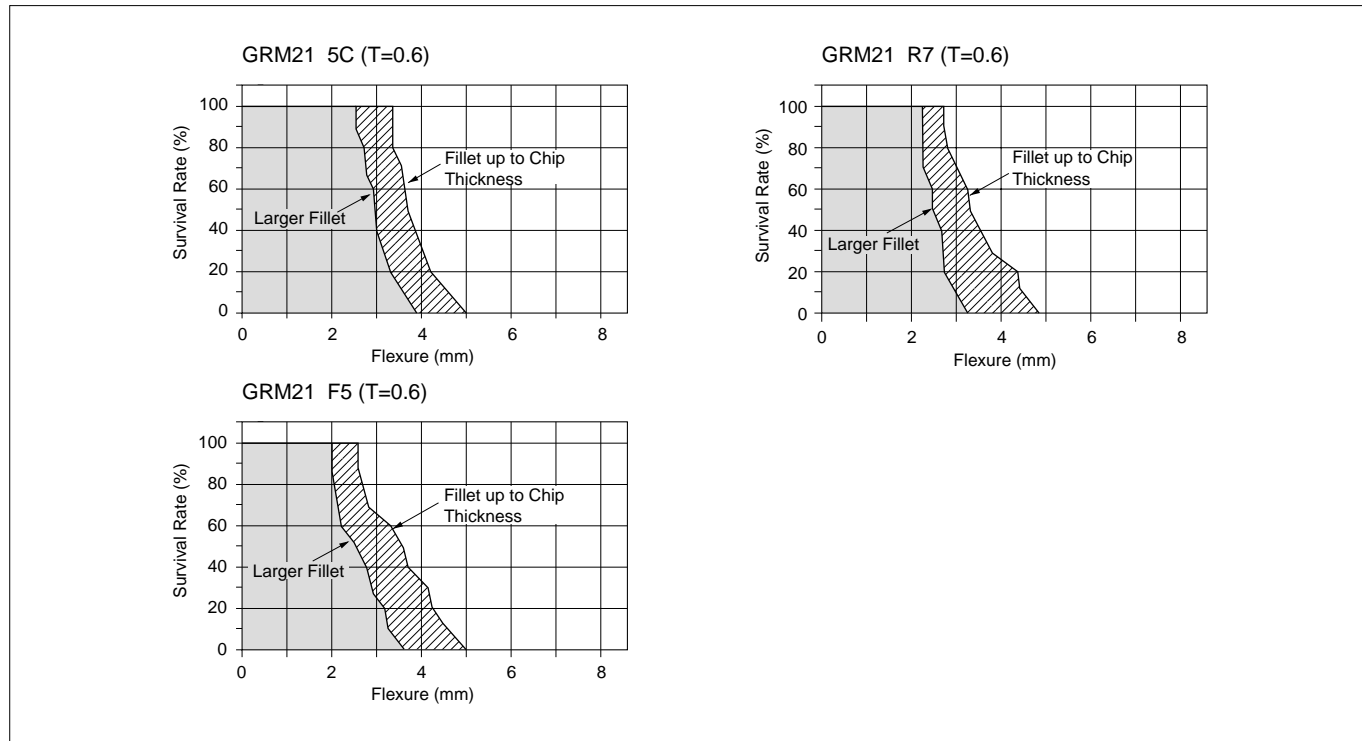 GRM21 5C (T=0.6)
Survival Rate (%)
100
80
60
40
20
0
Fillet up to Chip
Thickness
Larger Fillet
0 2 4 6 8
Flexure (mm)
GRM21 R7 (T=0.6)
Survival Rate (%)
100
80
60
40
20
0
Fillet up to Chip
Thickness
Larger Fillet
0 2 4 6 8
Flexure (mm)
GRM21 F5 (T=0.6)
Survival Rate (%)
100
80
60
40
20
0
Fillet up to Chip
Thickness
Larger Fillet
0 2 4 6 8
Flexure (mm)